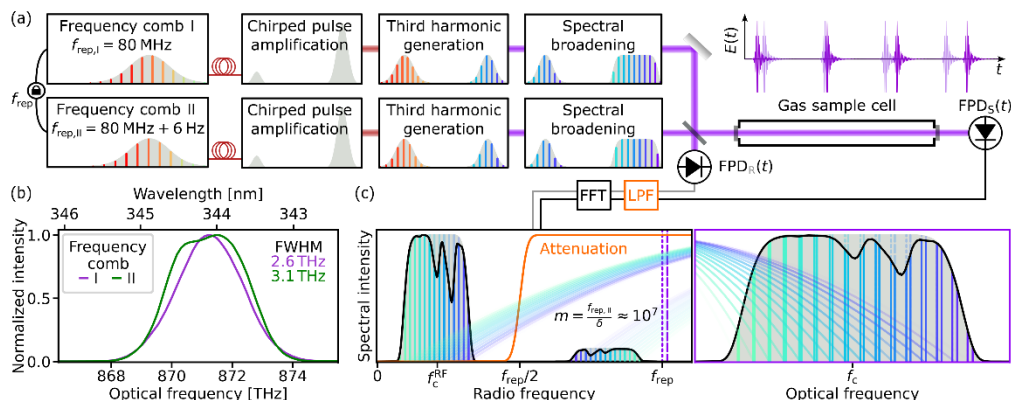 (a)
Frequency comb I
f_rep,I = 80 MHz
Chirped pulse
amplification
Third harmonic
generation
Spectral
broadening
E(t)
t
f_rep
Frequency comb II
f_rep,II = 80 MHz + 6 Hz
Chirped pulse
amplification
Third harmonic
generation
Spectral
broadening
Gas sample cell
FPD_S(t)
FPD_R(t)
FFT
LPF
(b)
Wavelength [nm]
346 345 344 343
Normalized intensity
1.0
0.5
0.0
Frequency
comb
I II
FWHM
2.6 THz
3.1 THz
868 870 872 874
Optical frequency [THz]
(c)
Spectral intensity
Attenuation
m = f_rep,II / δ ≈ 10^7
0 f_c^RF f_rep/2 f_rep
Radio frequency
f_c
Optical frequency